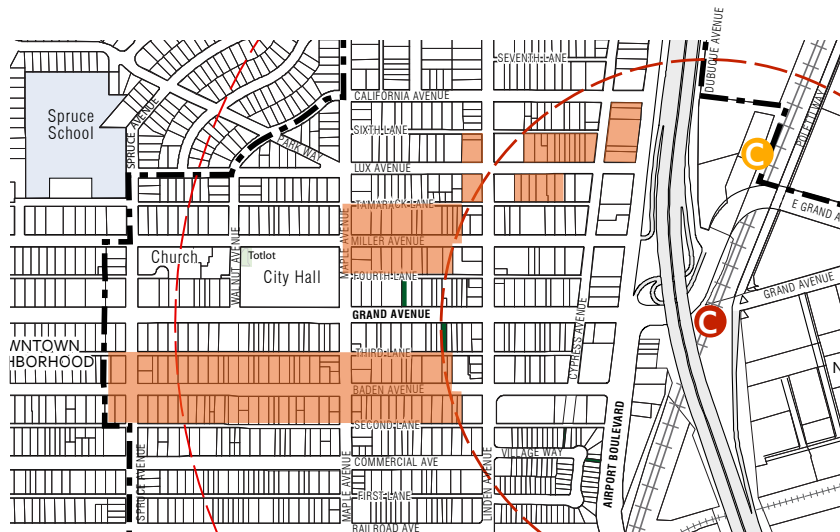 DUBUQUE AVENUE
SEVENTH LANE
CALIFORNIA AVENUE
Spruce
School
SPRUCE AVENUE
SIXTH LANE
PARK WAY
LUX AVENUE
C
TAMARACK LANE
MAPLE AVENUE
MILLER AVENUE
E GRAND A
WALNUT AVENUE
Church
Totlot
City Hall
FOURTH LANE
GRAND AVENUE
GRAND AVENUE
C
CYPRESS AVENUE
WNTOWN
HBORHOOD
THIRD LANE
N
BADEN AVENUE
SECOND LANE
AIRPORT BOULEVARD
VILLAGE WAY
SPRUCE AVENUE
MAPLE AVENUE
LINDEN AVENUE
COMMERCIAL AVE
FIRST LANE
RAILROAD AVE